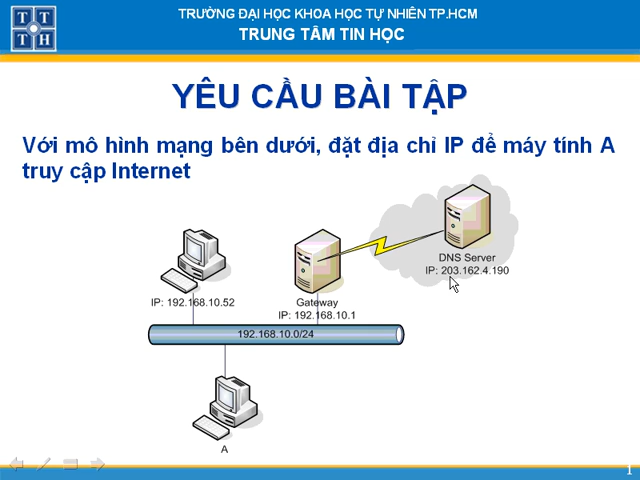 TRƯỜNG ĐẠI HỌC KHOA HỌC TỰ NHIÊN TP.HCM
TRUNG TÂM TIN HỌC
T T
T H
YÊU CẦU BÀI TẬP
Với mô hình mạng bên dưới, đặt địa chỉ IP để máy tính A
truy cập Internet
DNS Server
IP: 203.162.4.190
IP: 192.168.10.52
Gateway
IP: 192.168.10.1
192.168.10.0/24
A
1